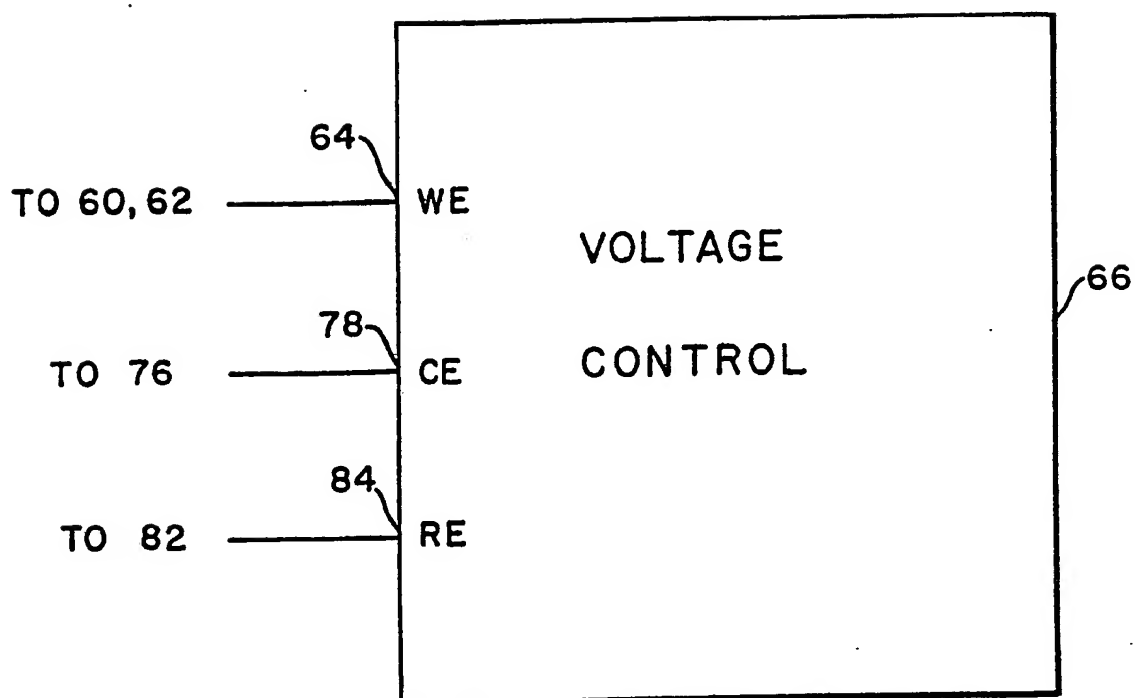 64
TO 60, 62 WE
VOLTAGE
66
78
TO 76 CE
CONTROL
84
TO 82 RE